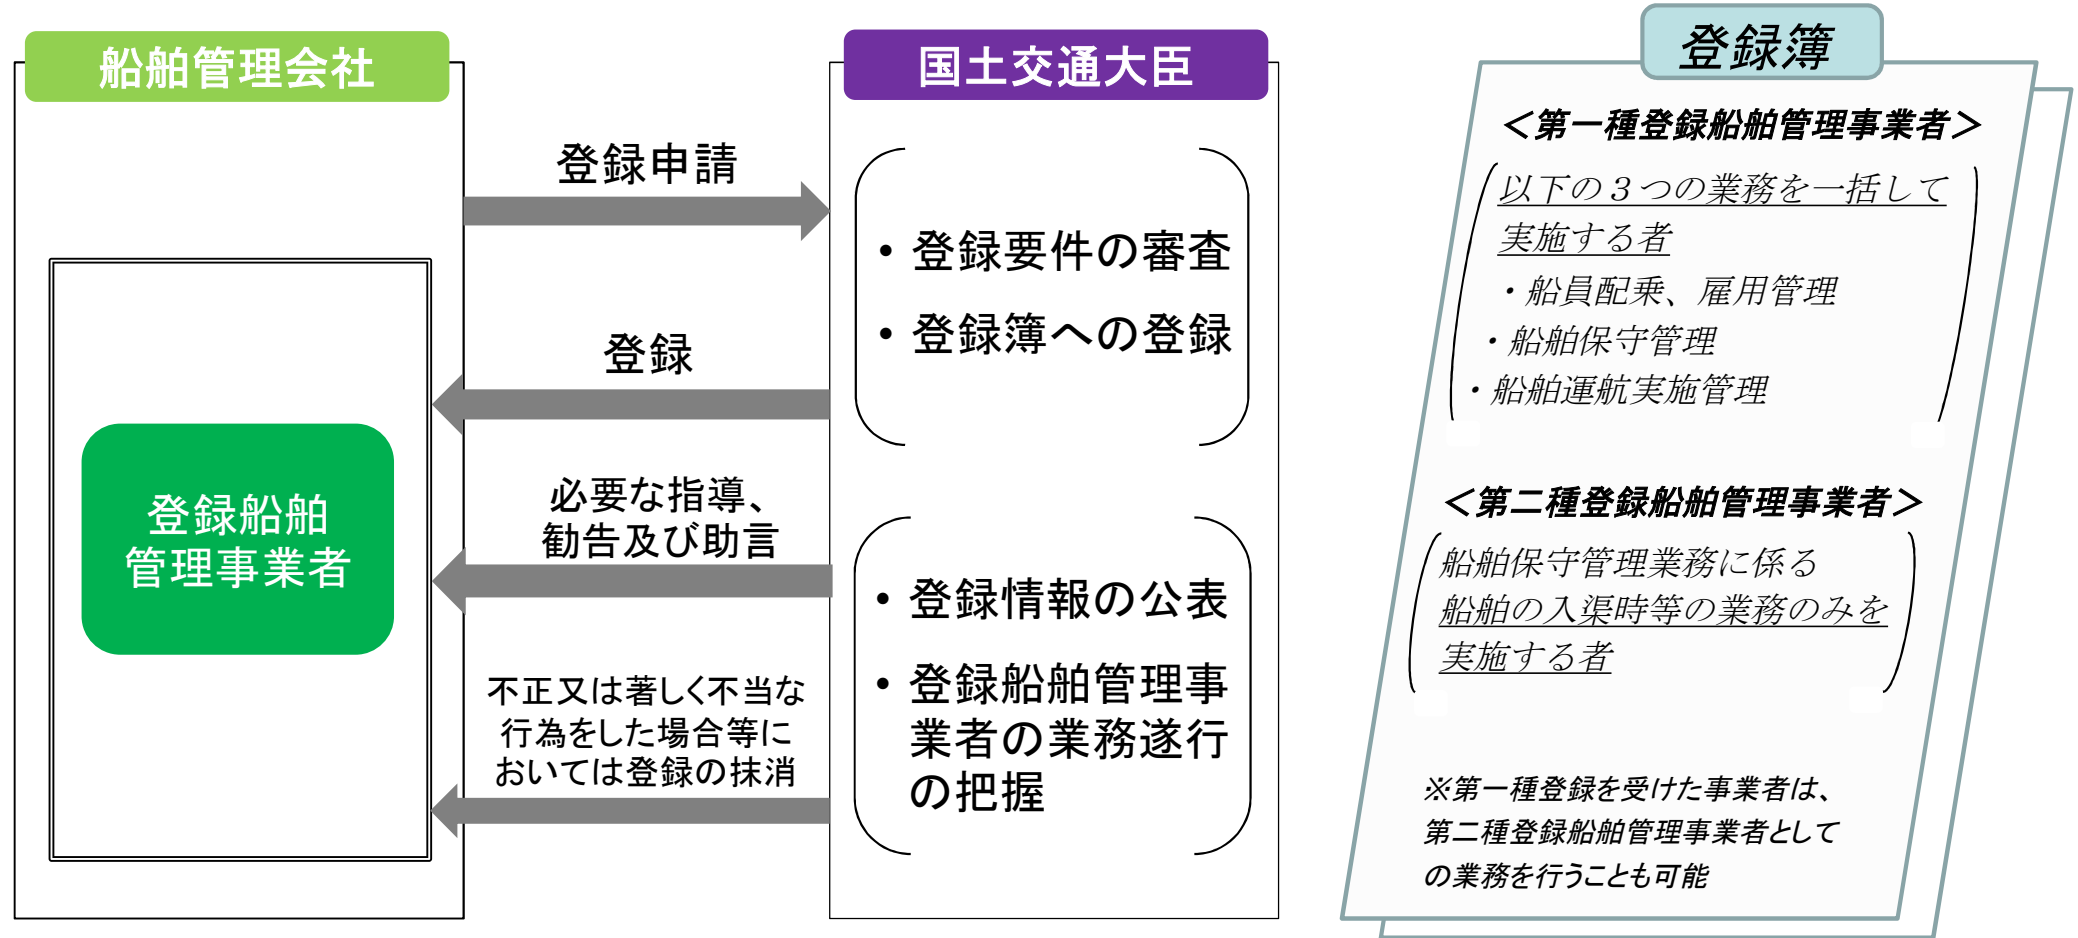 船舶管理会社
登録船舶
管理事業者
登録申請
登録
必要な指導、
勧告及び助言
不正又は著しく不当な
行為をした場合等に
おいては登録の抹消
国土交通大臣
・登録要件の審査
・登録簿への登録
・登録情報の公表
・登録船舶管理事
業者の業務遂行
の把握
登録簿
＜第一種登録船舶管理事業者＞
以下の３つの業務を一括して
実施する者
・船員配乗、雇用管理
・船舶保守管理
・船舶運航実施管理
＜第二種登録船舶管理事業者＞
船舶保守管理業務に係る
船舶の入渠時等の業務のみを
実施する者
※第一種登録を受けた事業者は、
第二種登録船舶管理事業者として
の業務を行うことも可能